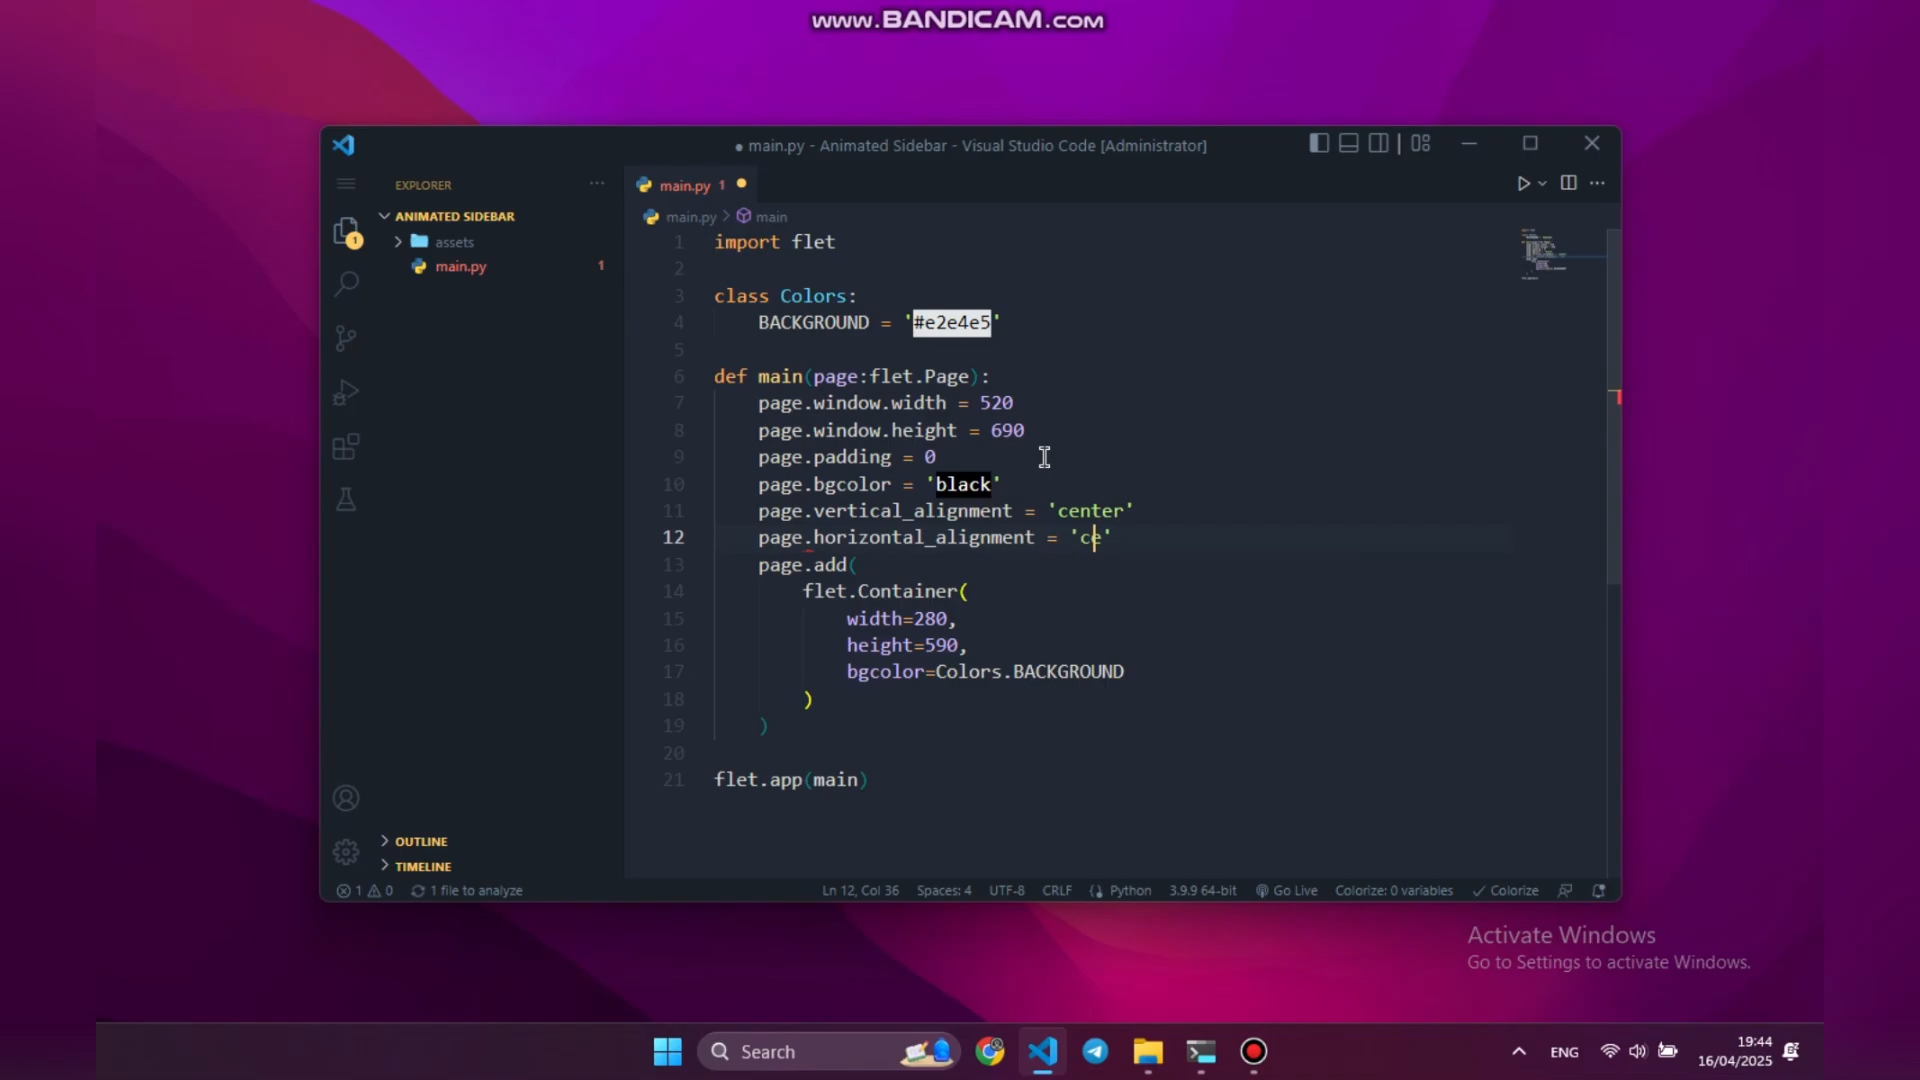 www.BANDICAM.com
● main.py - Animated Sidebar - Visual Studio Code [Administrator]
EXPLORER
ANIMATED SIDEBAR
assets
main.py 1
main.py 1
main.py > main
1 import flet
2
3 class Colors:
4     BACKGROUND = '#e2e4e5'
5
6 def main(page:flet.Page):
7     page.window.width = 520
8     page.window.height = 690
9     page.padding = 0
10     page.bgcolor = 'black'
11     page.vertical_alignment = 'center'
12     page.horizontal_alignment = 'ce'
13     page.add(
14         flet.Container(
15             width=280,
16             height=590,
17             bgcolor=Colors.BACKGROUND
18         )
19     )
20
21 flet.app(main)
1
OUTLINE
TIMELINE
1 0 1 file to analyze Ln 12, Col 36 Spaces: 4 UTF-8 CRLF Python 3.9.9 64-bit Go Live Colorize: 0 variables Colorize
Activate Windows
Go to Settings to activate Windows.
Search
ENG
19:44
16/04/2025